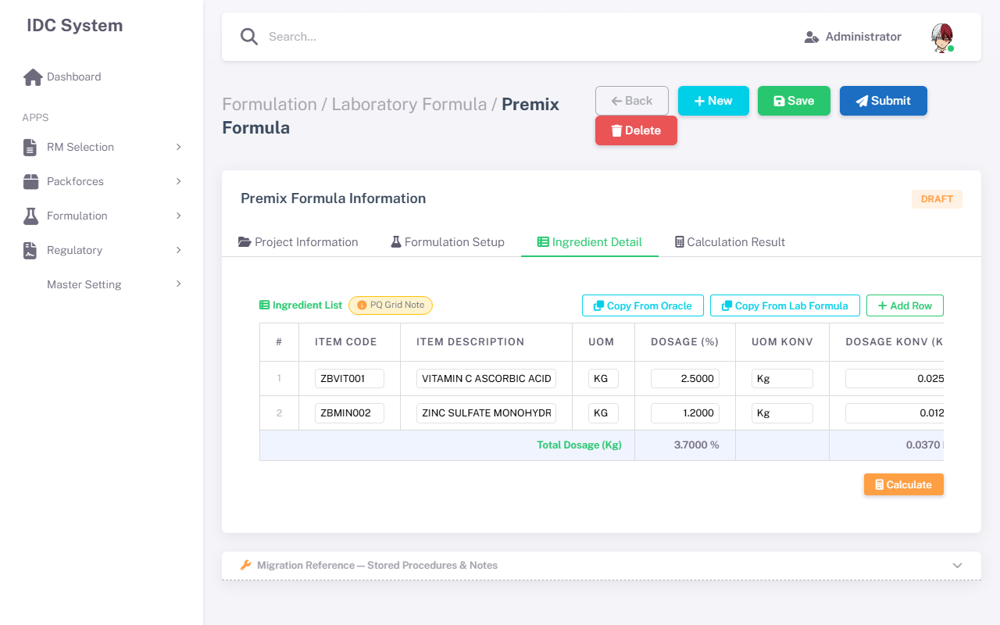 IDC System
Search...
Administrator
Dashboard
APPS
RM Selection
Packforces
Formulation
Regulatory
Master Setting
Formulation / Laboratory Formula / Premix
Formula
Back
New
Save
Submit
Delete
Premix Formula Information
DRAFT
Project Information
Formulation Setup
Ingredient Detail
Calculation Result
Ingredient List
PQ Grid Note
Copy From Oracle
Copy From Lab Formula
Add Row
# ITEM CODE ITEM DESCRIPTION UOM DOSAGE (%) UOM KONV DOSAGE KONV (K
1 ZBVIT001 VITAMIN C ASCORBIC ACID KG 2.5000 Kg 0.025
2 ZBMIN002 ZINC SULFATE MONOHYDR KG 1.2000 Kg 0.012
Total Dosage (Kg) 3.7000 % 0.0370
Calculate
Migration Reference — Stored Procedures & Notes